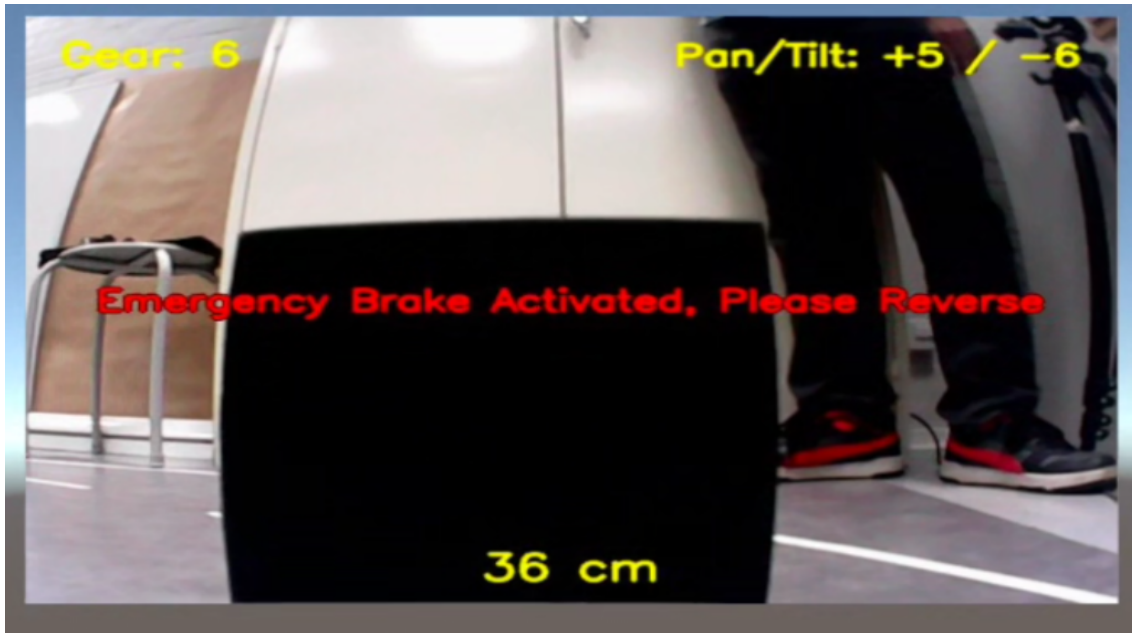 Gear: 6
Pan/Tilt: +5 / -6
Emergency Brake Activated, Please Reverse
36 cm